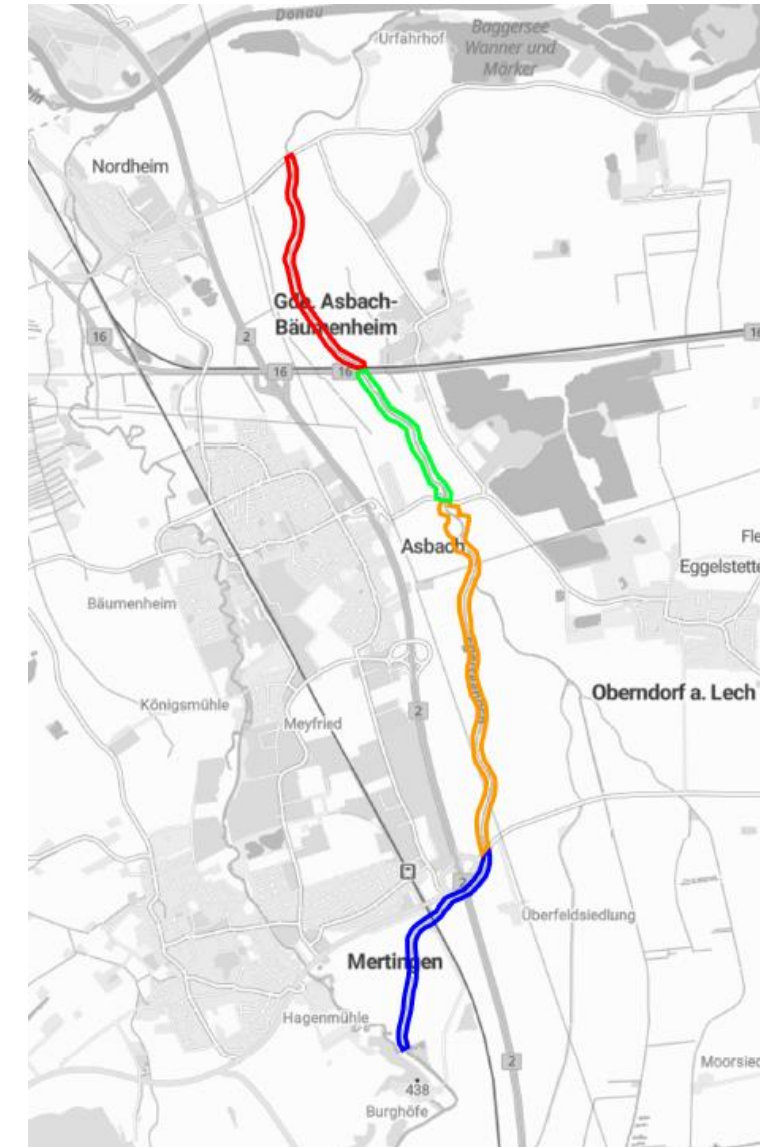 Donau
Urfahrhof
Baggersee
Wanner und
Märker
Nordheim
Gde. Asbach-
Bäumenheim
16
2
16
16
16
Asbach
Fle
Eggelstette
Bäumenheim
Königsmühle
Meyfried
2
Oberndorf a. Lech
2
Überfeldsiedlung
Mertingen
Hagenmühle
438
Burghöfe
2
Moorsied